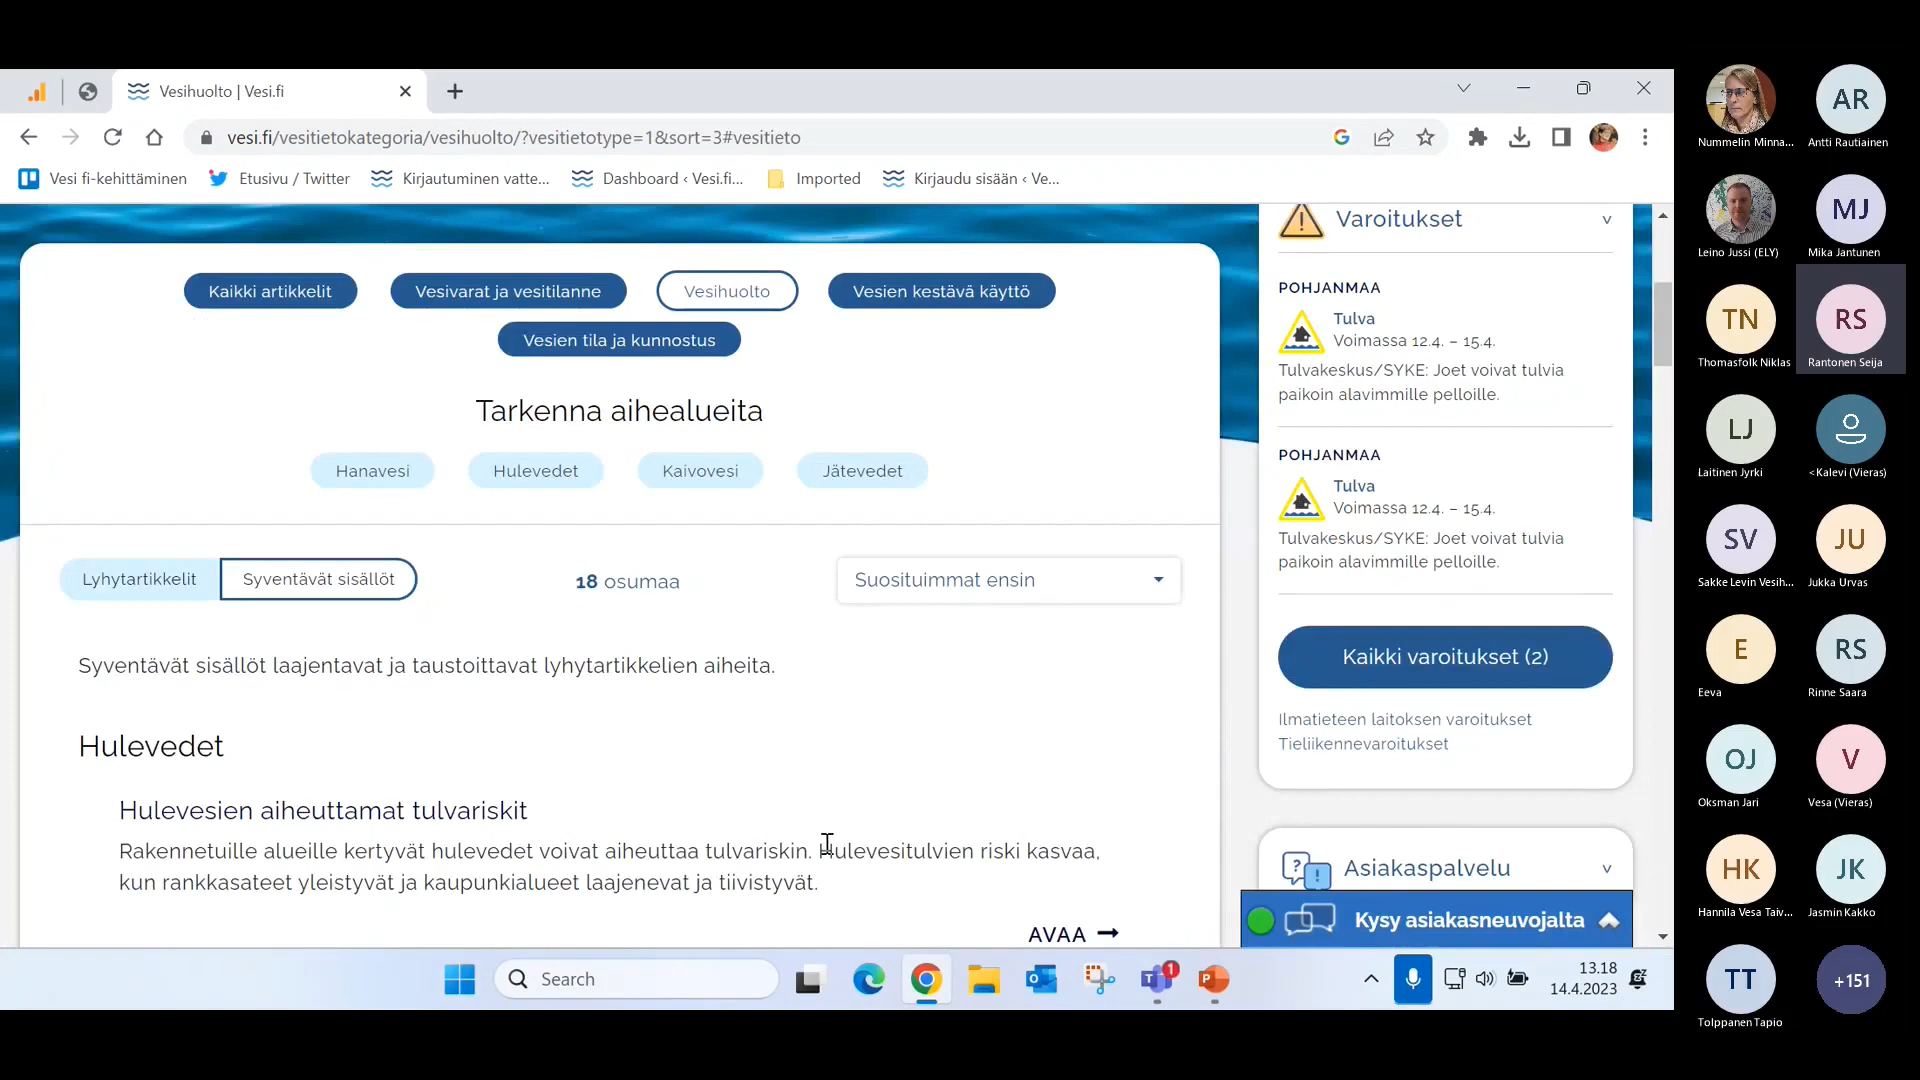 Vesihuolto | Vesi.fi
vesi.fi/vesitietokategoria/vesihuolto/?vesitietotype=1&sort=3#vesitieto
Vesi fi-kehittäminen
Etusivu / Twitter
Kirjautuminen vatte...
Dashboard ‹ Vesi.fi...
Imported
Kirjaudu sisään ‹ Ve...
Kaikki artikkelit
Vesivarat ja vesitilanne
Vesihuolto
Vesien kestävä käyttö
Vesien tila ja kunnostus
Tarkenna aihealueita
Hanavesi
Hulevedet
Kaivovesi
Jätevedet
Lyhytartikkelit
Syventävät sisällöt
18 osumaa
Suosituimmat ensin
Syventävät sisällöt laajentavat ja taustoittavat lyhytartikkelien aiheita.
Hulevedet
Hulevesien aiheuttamat tulvariskit
Rakennetuille alueille kertyvät hulevedet voivat aiheuttaa tulvariskin. Hulevesitulvien riski kasvaa,
kun rankkasateet yleistyvät ja kaupunkialueet laajenevat ja tiivistyvät.
AVAA
Varoitukset
POHJANMAA
Tulva
Voimassa 12.4. – 15.4.
Tulvakeskus/SYKE: Joet voivat tulvia
paikoin alavimmille pelloille.
POHJANMAA
Tulva
Voimassa 12.4. – 15.4.
Tulvakeskus/SYKE: Joet voivat tulvia
paikoin alavimmille pelloille.
Kaikki varoitukset (2)
Ilmatieteen laitoksen varoitukset
Tieliikennevaroitukset
Asiakaspalvelu
Kysy asiakasneuvojalta
Search
1
13.18
14.4.2023
Nummelin Minna...
AR
Antti Rautiainen
Leino Jussi (ELY)
MJ
Mika Jantunen
TN
Thomasfolk Niklas
RS
Rantonen Seija
LJ
Laitinen Jyrki
<Kalevi (Vieras)
SV
Sakke Levin Vesih...
JU
Jukka Urvas
E
Eeva
RS
Rinne Saara
OJ
Oksman Jari
V
Vesa (Vieras)
HK
Hannila Vesa Taiv...
JK
Jasmin Kakko
TT
Tolppanen Tapio
+151